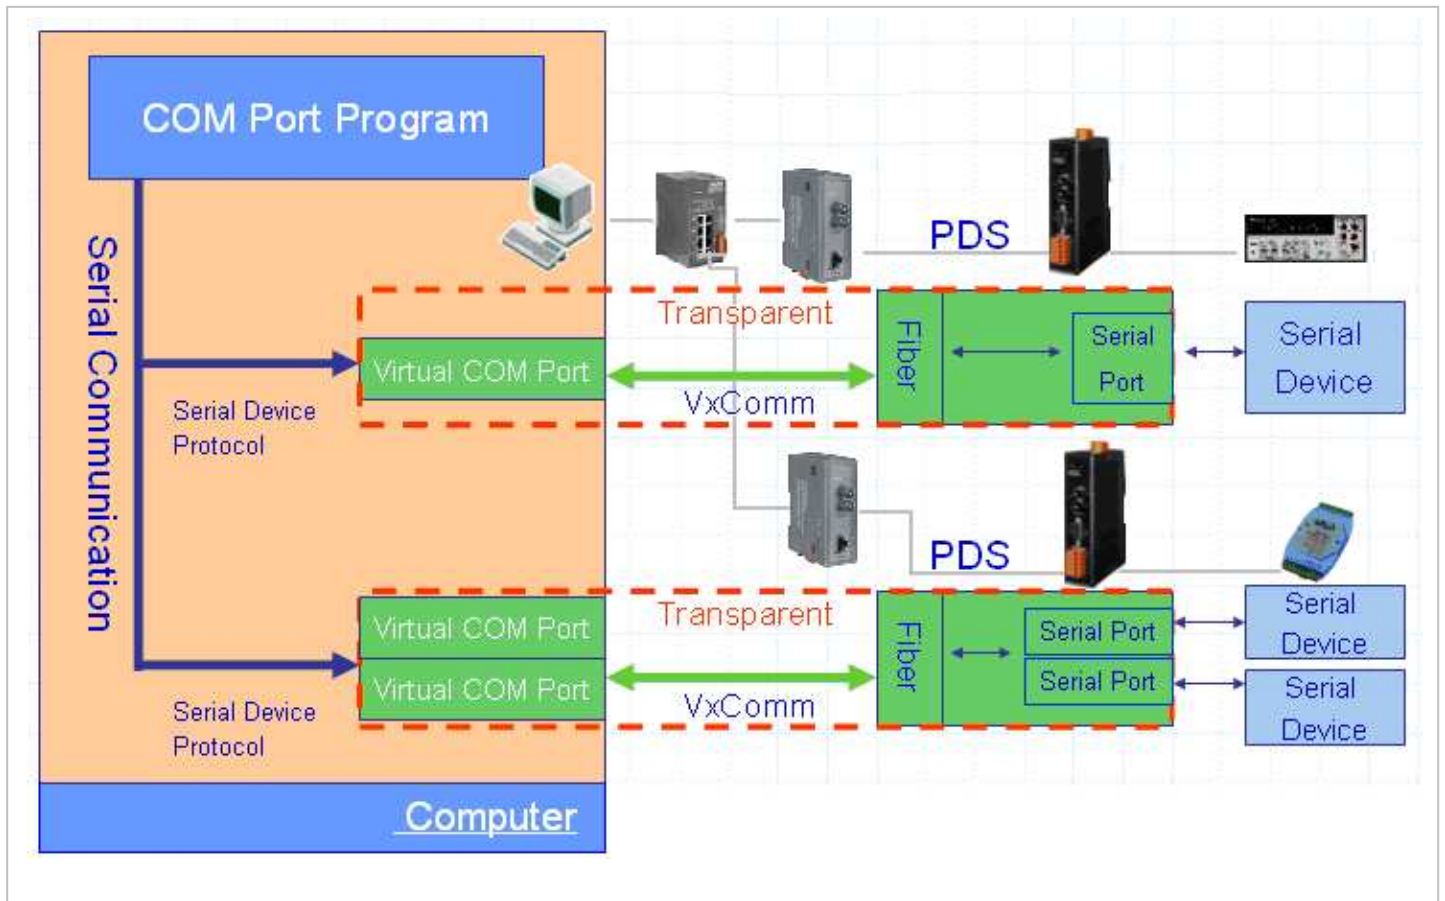 COM Port Program
Serial Communication
PDS
Transparent
Virtual COM Port
VxComm
Fiber
Serial
Port
Serial
Device
Serial Device
Protocol
PDS
Transparent
Virtual COM Port
Virtual COM Port
VxComm
Fiber
Serial Port
Serial Port
Serial
Device
Serial
Device
Serial Device
Protocol
Computer